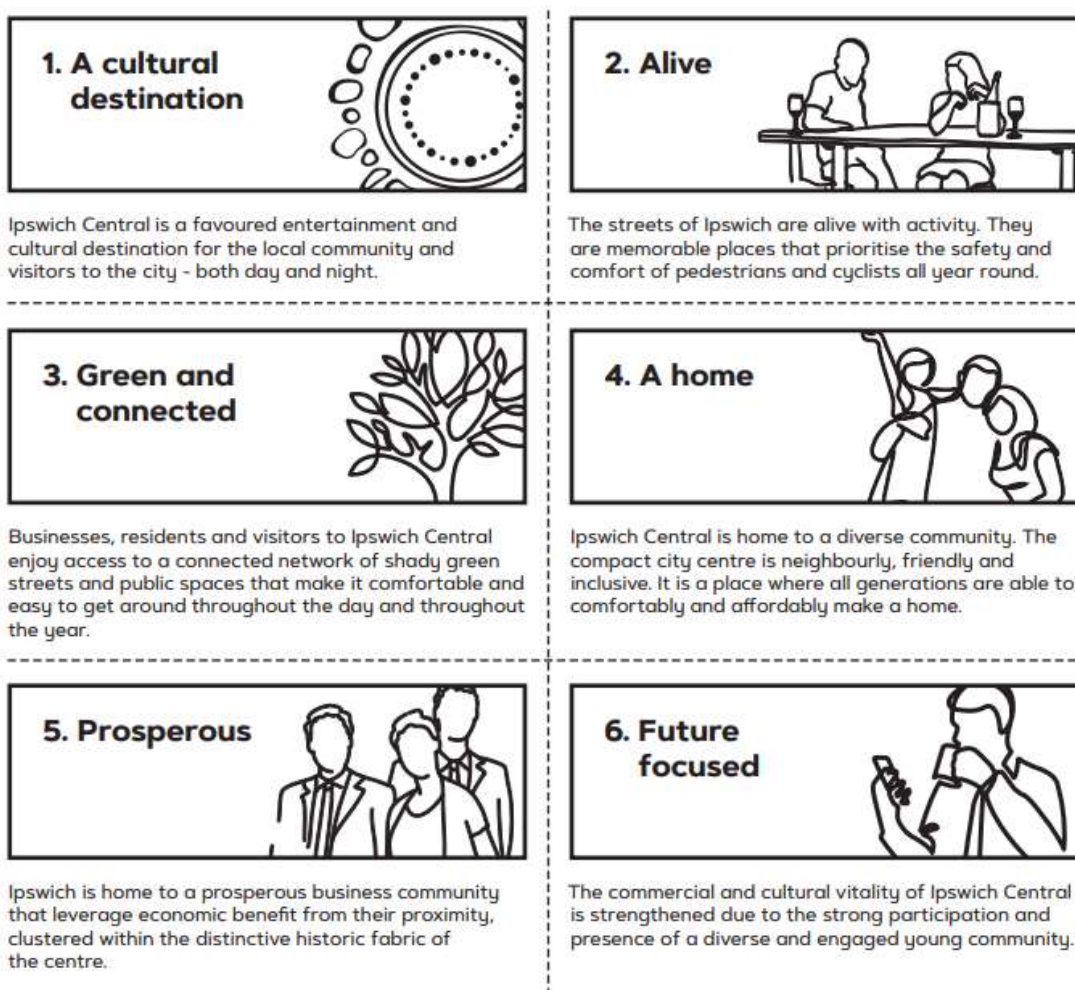 1. A cultural
destination
Ipswich Central is a favoured entertainment and
cultural destination for the local community and
visitors to the city - both day and night.
2. Alive
The streets of Ipswich are alive with activity. They
are memorable places that prioritise the safety and
comfort of pedestrians and cyclists all year round.
3. Green and
connected
Businesses, residents and visitors to Ipswich Central
enjoy access to a connected network of shady green
streets and public spaces that make it comfortable and
easy to get around throughout the day and throughout
the year.
4. A home
Ipswich Central is home to a diverse community. The
compact city centre is neighbourly, friendly and
inclusive. It is a place where all generations are able to
comfortably and affordably make a home.
5. Prosperous
Ipswich is home to a prosperous business community
that leverage economic benefit from their proximity,
clustered within the distinctive historic fabric of
the centre.
6. Future
focused
The commercial and cultural vitality of Ipswich Central
is strengthened due to the strong participation and
presence of a diverse and engaged young community.